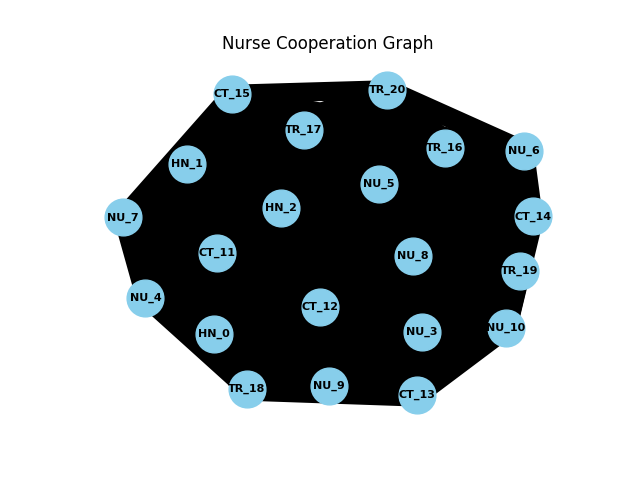 Nurse Cooperation Graph
CT_15
TR_20
TR_17
TR_16
NU_6
HN_1
NU_5
HN_2
NU_7
CT_14
CT_11
NU_8
TR_19
NU_4
CT_12
HN_0
NU_3
NU_10
TR_18
NU_9
CT_13